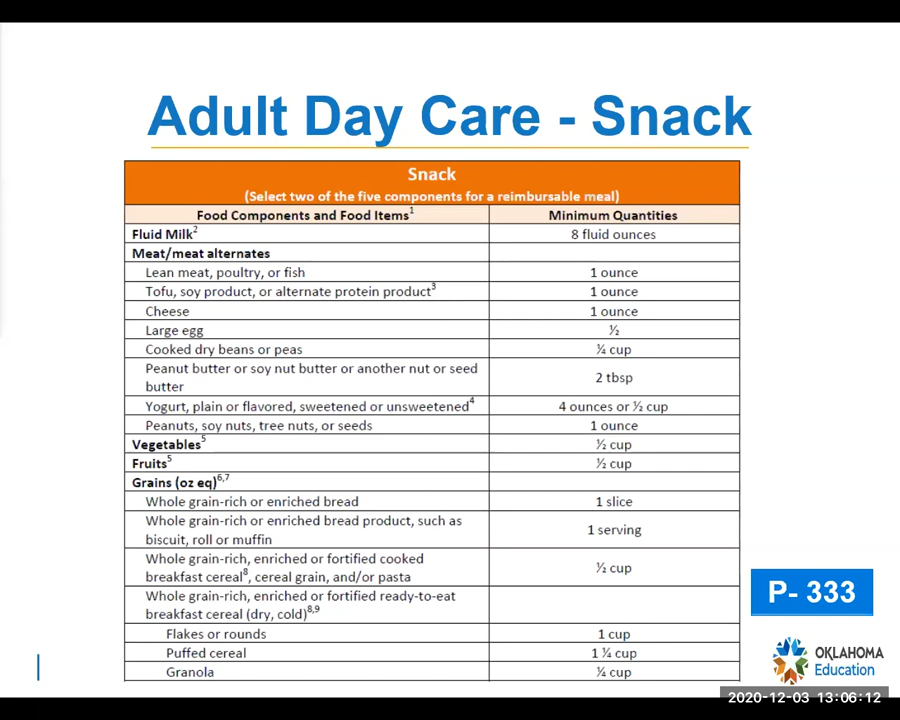 Adult Day Care - Snack
Snack
(Select two of the five components for a reimbursable meal)
Food Components and Food Items1 Minimum Quantities
Fluid Milk2 8 fluid ounces
Meat/meat alternates
Lean meat, poultry, or fish 1 ounce
Tofu, soy product, or alternate protein product3 1 ounce
Cheese 1 ounce
Large egg ½
Cooked dry beans or peas ¼ cup
Peanut butter or soy nut butter or another nut or seed
butter 2 tbsp
Yogurt, plain or flavored, sweetened or unsweetened4 4 ounces or ½ cup
Peanuts, soy nuts, tree nuts, or seeds 1 ounce
Vegetables5 ½ cup
Fruits5 ½ cup
Grains (oz eq)6,7
Whole grain-rich or enriched bread 1 slice
Whole grain-rich or enriched bread product, such as
biscuit, roll or muffin 1 serving
Whole grain-rich, enriched or fortified cooked
breakfast cereal8, cereal grain, and/or pasta ½ cup
Whole grain-rich, enriched or fortified ready-to-eat
breakfast cereal (dry, cold)8,9
Flakes or rounds 1 cup
Puffed cereal 1 ¼ cup
Granola ¼ cup
P- 333
OKLAHOMA
Education
2020-12-03 13:06:12